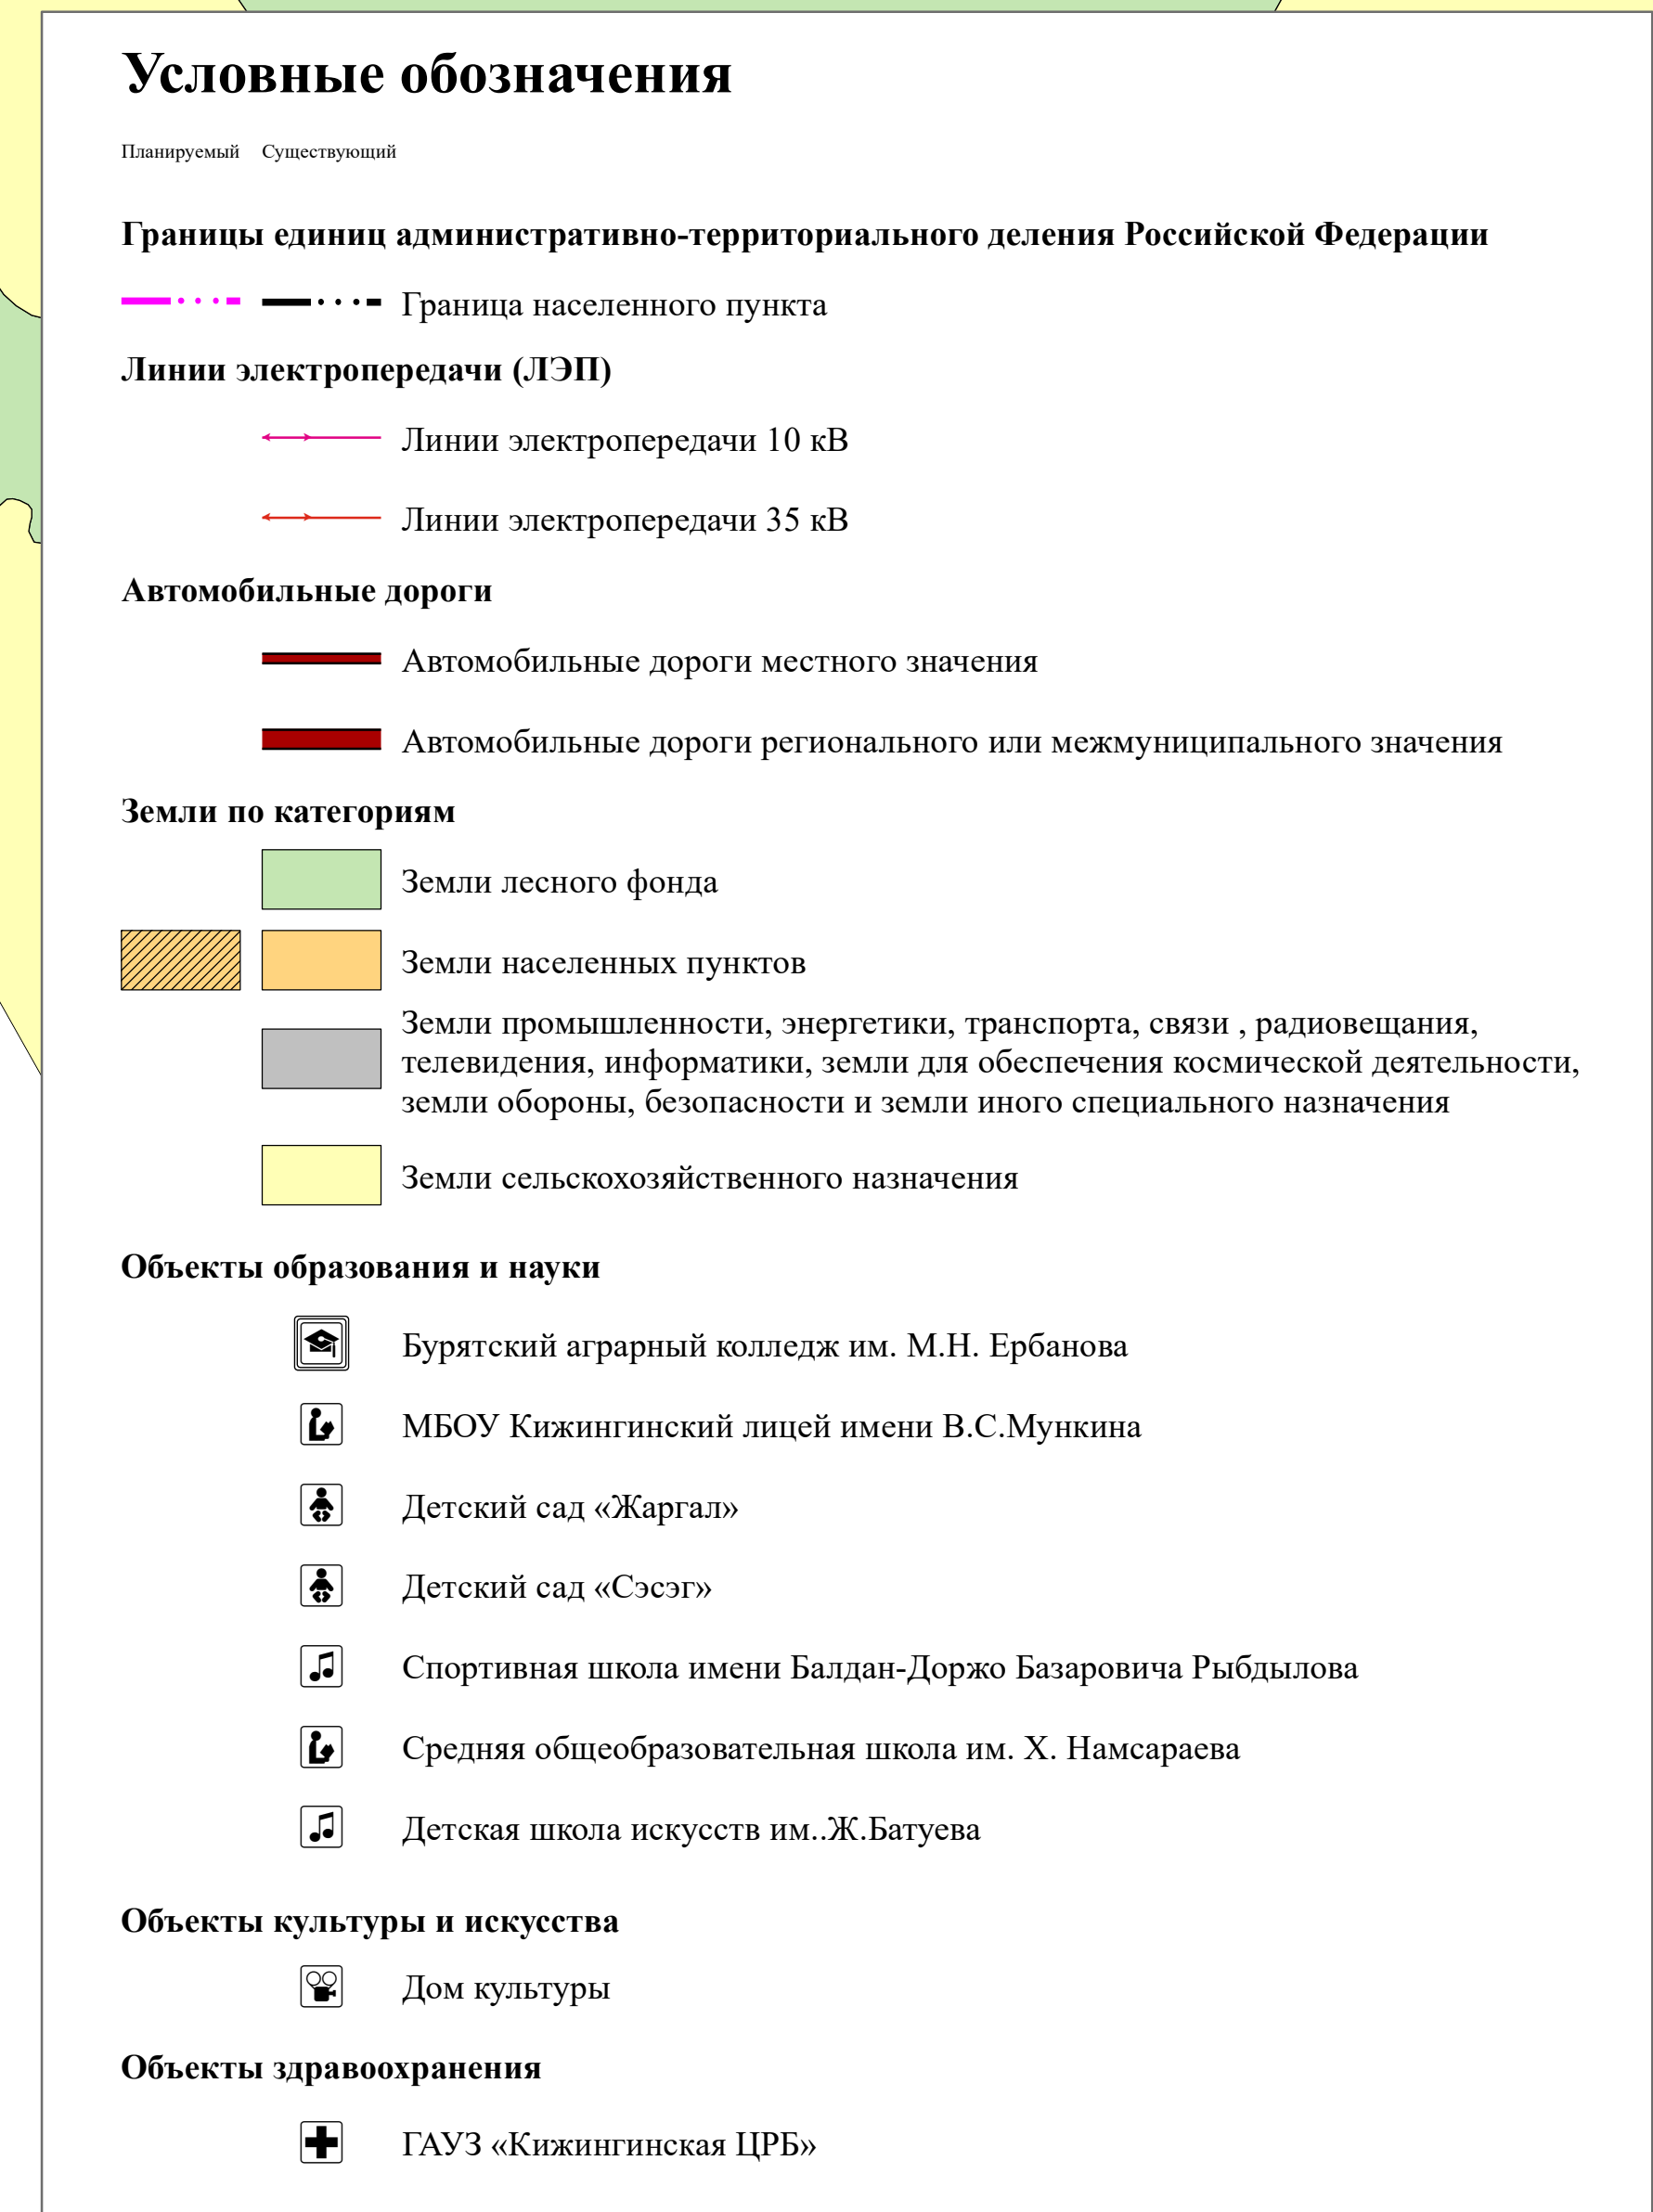 Условные обозначения
Планируемый Существующий
Границы единиц административно-территориального деления Российской Федерации
Граница населенного пункта
Линии электропередачи (ЛЭП)
Линии электропередачи 10 кВ
Линии электропередачи 35 кВ
Автомобильные дороги
Автомобильные дороги местного значения
Автомобильные дороги регионального или межмуниципального значения
Земли по категориям
Земли лесного фонда
Земли населенных пунктов
Земли промышленности, энергетики, транспорта, связи , радиовещания,
телевидения, информатики, земли для обеспечения космической деятельности,
земли обороны, безопасности и земли иного специального назначения
Земли сельскохозяйственного назначения
Объекты образования и науки
Бурятский аграрный колледж им. М.Н. Ербанова
МБОУ Кижингинский лицей имени В.С.Мункина
Детский сад «Жаргал»
Детский сад «Сэсэг»
Спортивная школа имени Балдан-Доржо Базаровича Рыбдылова
Средняя общеобразовательная школа им. Х. Намсараева
Детская школа искусств им..Ж.Батуева
Объекты культуры и искусства
Дом культуры
Объекты здравоохранения
ГАУЗ «Кижингинская ЦРБ»